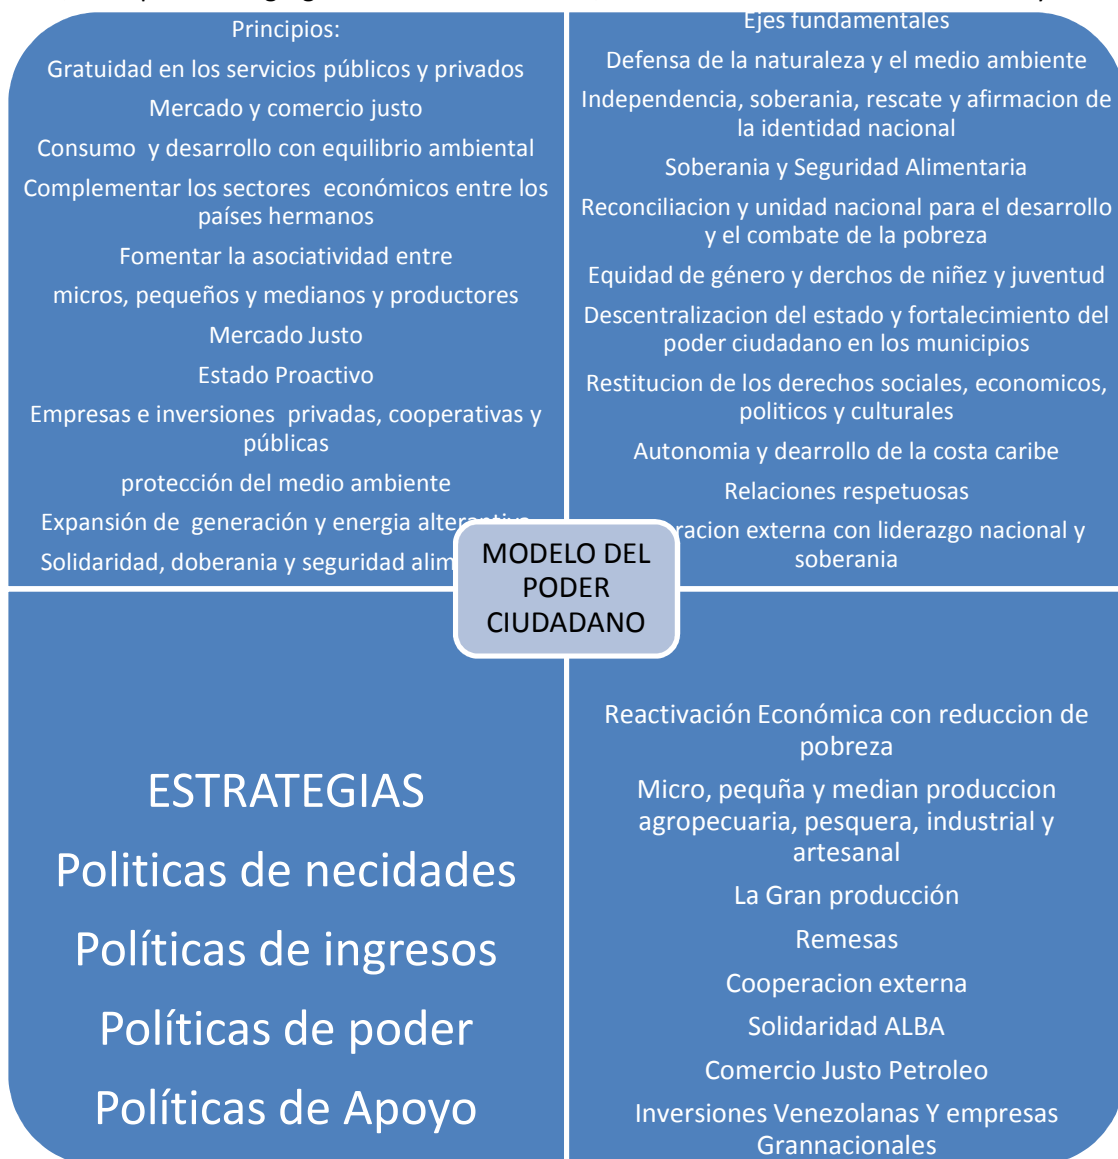 Principios:
Gratuidad en los servicios públicos y privados
Mercado y comercio justo
Consumo y desarrollo con equilibrio ambiental
Complementar los sectores económicos entre los
países hermanos
Fomentar la asociatividad entre
micros, pequeños y medianos y productores
Mercado Justo
Estado Proactivo
Empresas e inversiones privadas, cooperativas y
públicas
protección del medio ambiente
Expansión de generación y energia
Solidaridad, doberania y seguridad
Ejes fundamentales
Defensa de la naturaleza y el medio ambiente
Independencia, soberania, rescate y afirmacion de
la identidad nacional
Soberania y Seguridad Alimentaria
Reconciliacion y unidad nacional para el desarrollo
y el combate de la pobreza
Equidad de género y derchos de niñez y juventud
Descentralizacion del estado y fortalecimiento del
poder ciudadano en los municipios
Restitucion de los derechos sociales, economicos,
politicos y culturales
Autonomia y dearrollo de la costa caribe
Relaciones respetuosas
externa con liderazgo nacional y
soberania
MODELO DEL
PODER
CIUDADANO
ESTRATEGIAS
Politicas de necidades
Políticas de ingresos
Políticas de poder
Políticas de Apoyo
Reactivación Económica con reduccion de
pobreza
Micro, pequña y median produccion
agropecuaria, pesquera, industrial y
artesanal
La Gran producción
Remesas
Cooperacion externa
Solidaridad ALBA
Comercio Justo Petroleo
Inversiones Venezolanas Y empresas
Grannacionales